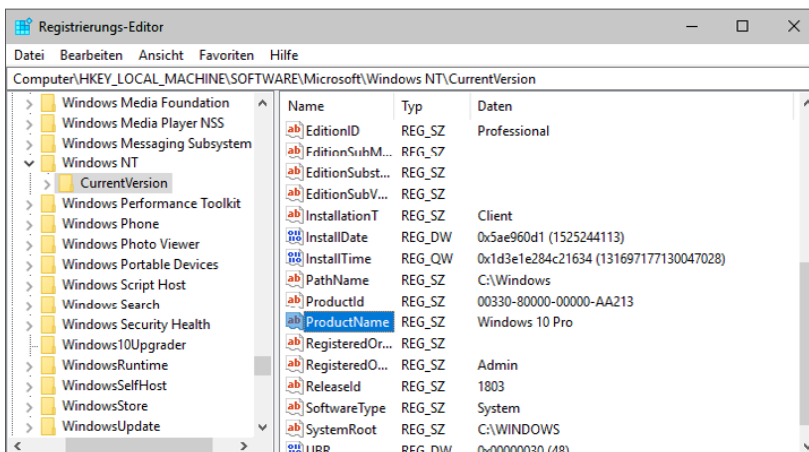 Registrierungs-Editor
Datei Bearbeiten Ansicht Favoriten Hilfe
Computer\HKEY_LOCAL_MACHINE\SOFTWARE\Microsoft\Windows NT\CurrentVersion
Windows Media Foundation
Windows Media Player NSS
Windows Messaging Subsystem
Windows NT
CurrentVersion
Windows Performance Toolkit
Windows Phone
Windows Photo Viewer
Windows Portable Devices
Windows Script Host
Windows Search
Windows Security Health
Windows10Upgrader
WindowsRuntime
WindowsSelfHost
WindowsStore
WindowsUpdate
Name Typ Daten
EditionID REG_SZ Professional
EditionSubM... REG_SZ
EditionSubst... REG_SZ
EditionSubV... REG_SZ
InstallationT REG_SZ Client
InstallDate REG_DW 0x5ae960d1 (1525244113)
InstallTime REG_QW 0x1d3e1e284c21634 (131697177130047028)
PathName REG_SZ C:\Windows
ProductId REG_SZ 00330-80000-00000-AA213
ProductName REG_SZ Windows 10 Pro
RegisteredOr... REG_SZ
RegisteredO... REG_SZ Admin
ReleaseId REG_SZ 1803
SoftwareType REG_SZ System
SystemRoot REG_SZ C:\WINDOWS
UBR REG_DW 0x00000030 (48)